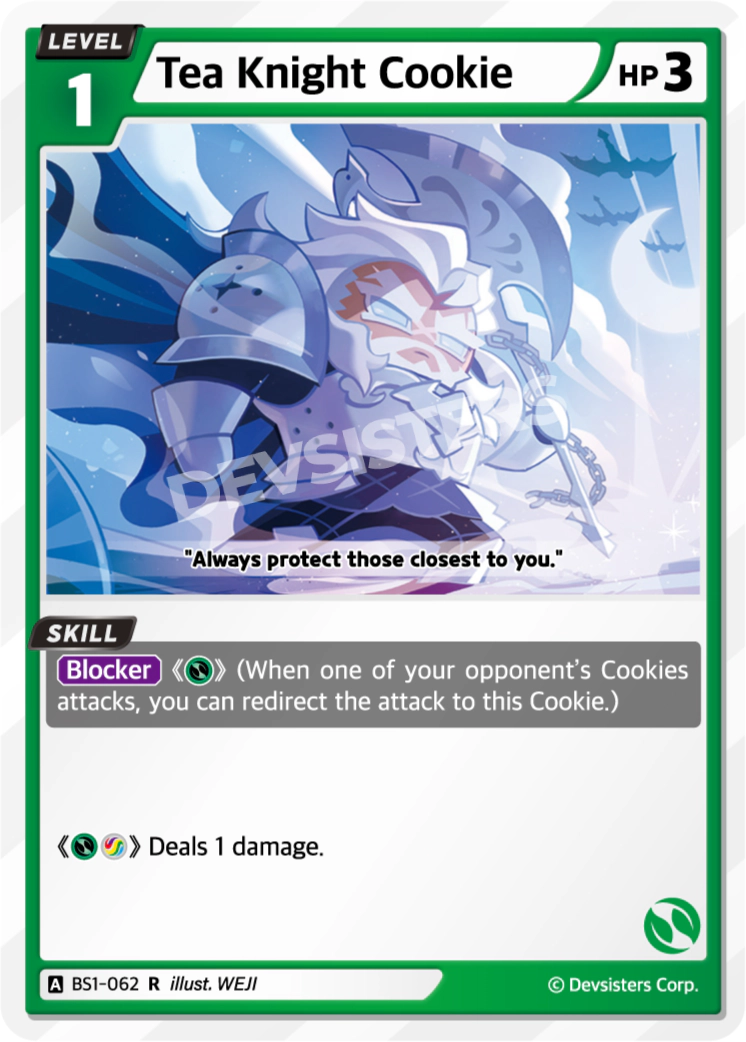 LEVEL
1
Tea Knight Cookie
HP 3
DEVSISTERS
"Always protect those closest to you."
SKILL
Blocker 《 》 (When one of your opponent's Cookies
attacks, you can redirect the attack to this Cookie.)
《 》 Deals 1 damage.
A BS1-062 R illust. WEJI
© Devsisters Corp.